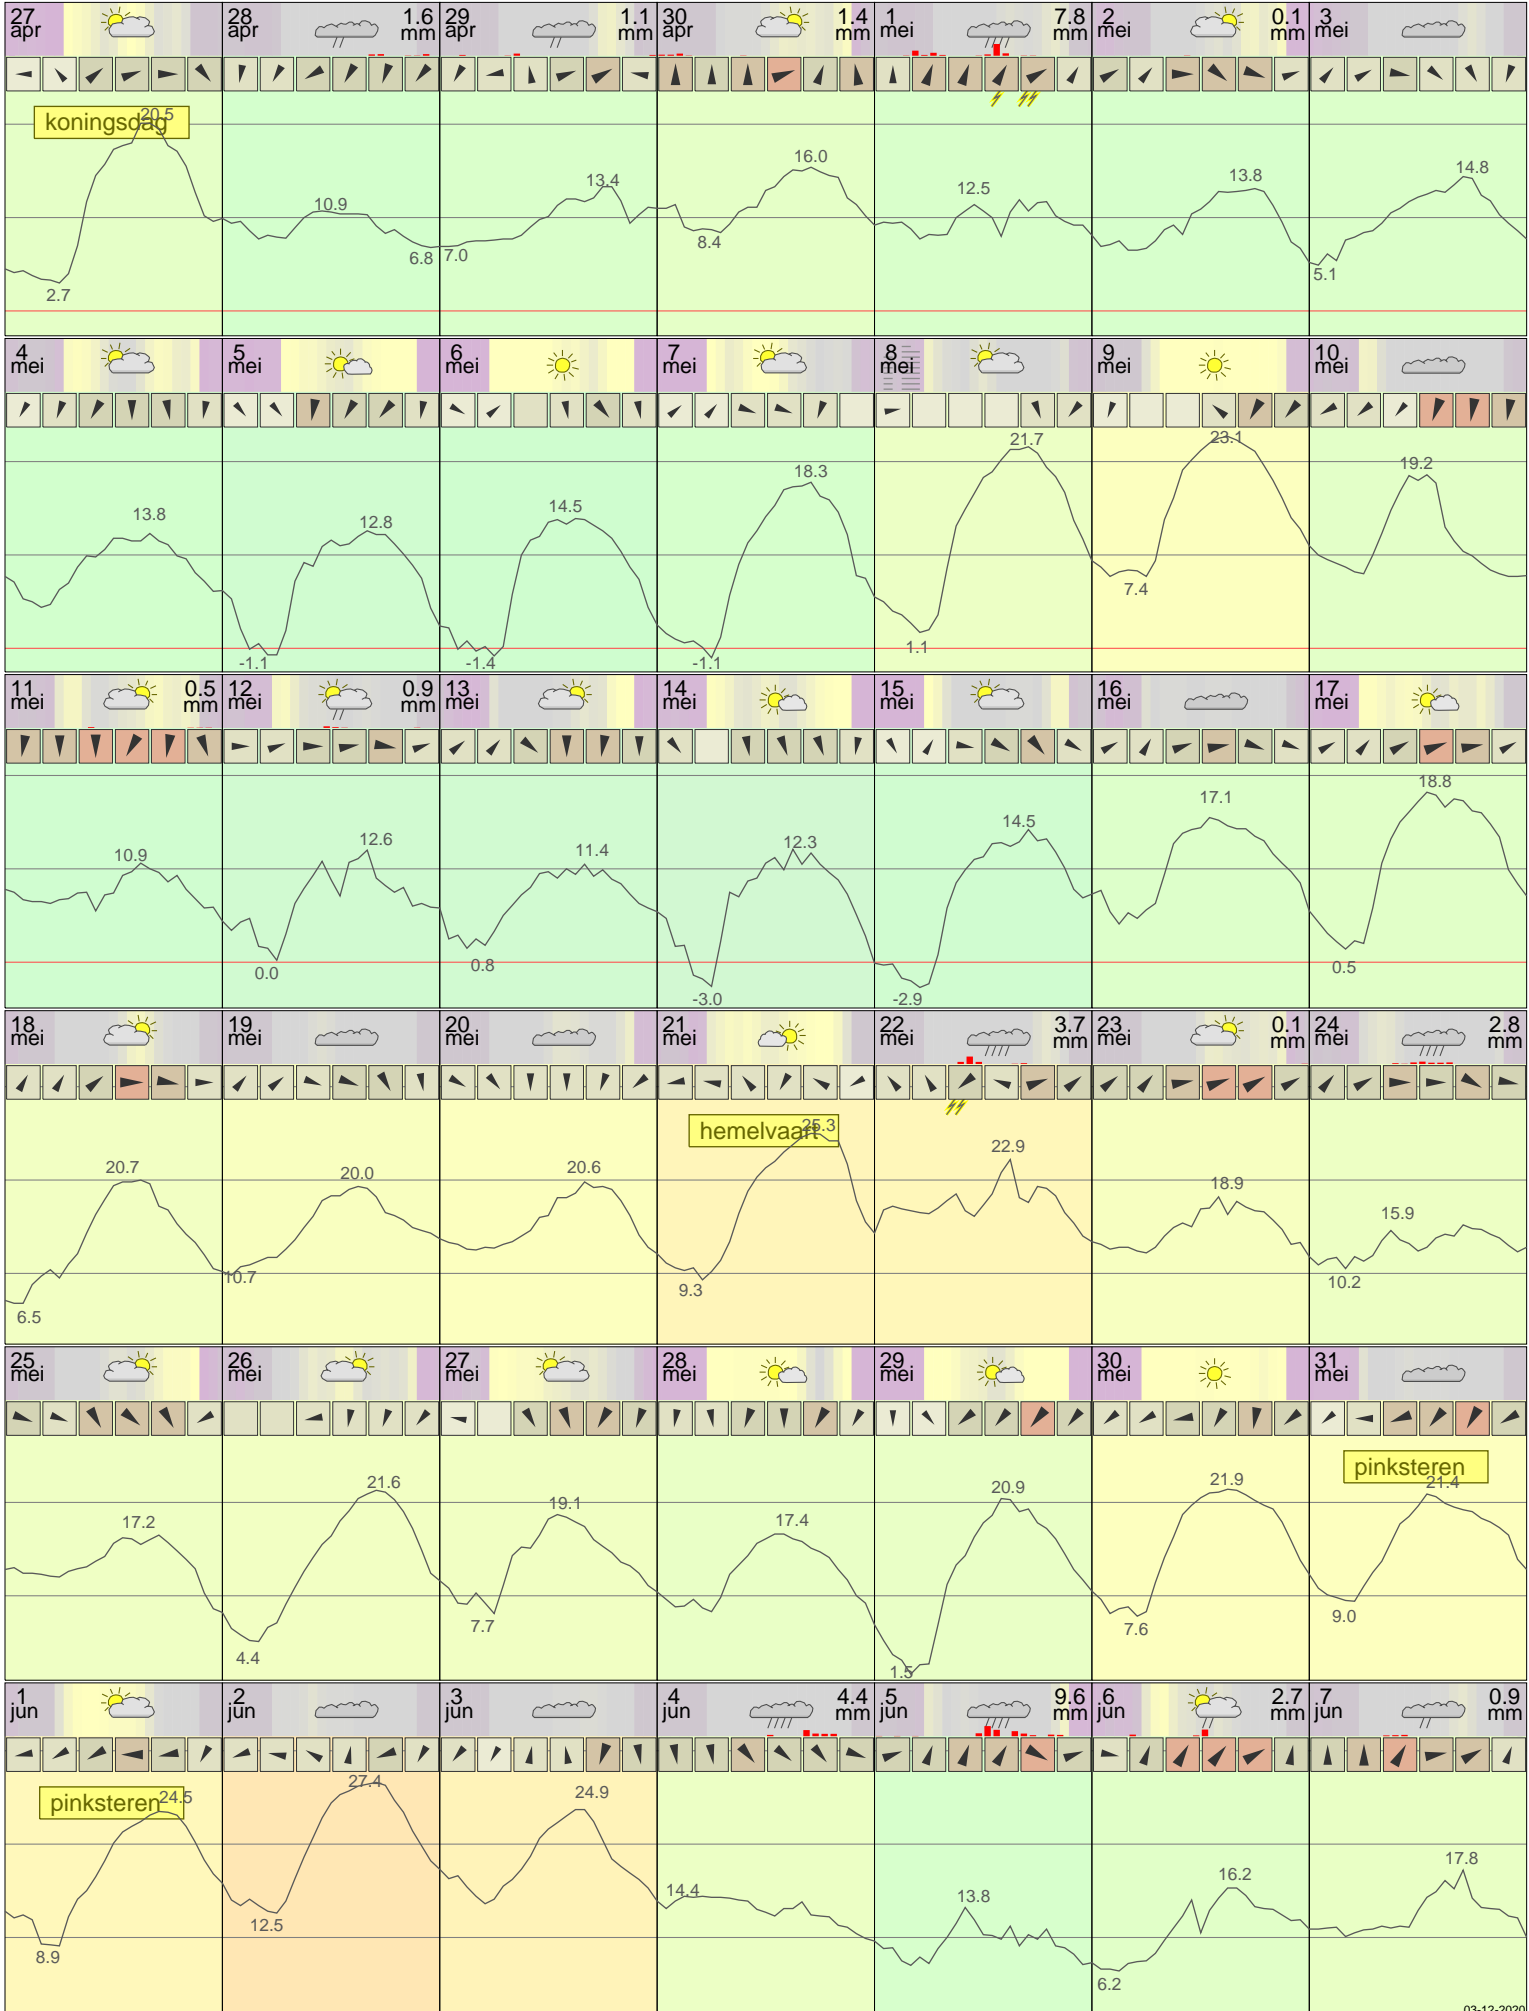 27 apr
28 apr 1.6 mm
29 apr 1.1 mm
30 apr 1.4 mm
1 mei 7.8 mm
2 mei 0.1 mm
3 mei
koningsdag
20.5
2.7
10.9
6.8
7.0
13.4
8.4
16.0
12.5
13.8
5.1
14.8
4 mei
5 mei
6 mei
7 mei
8 mei
9 mei
10 mei
13.8
-1.1
12.8
-1.4
14.5
-1.1
18.3
1.1
21.7
7.4
23.1
19.2
11 mei 0.5 mm
12 mei 0.9 mm
13 mei
14 mei
15 mei
16 mei
17 mei
10.9
0.0
12.6
0.8
11.4
-3.0
12.3
-2.9
14.5
17.1
0.5
18.8
18 mei
19 mei
20 mei
21 mei
22 mei 3.7 mm
23 mei 0.1 mm
24 mei 2.8 mm
6.5
20.7
10.7
20.0
20.6
hemelvaart
25.3
9.3
22.9
18.9
10.2
15.9
25 mei
26 mei
27 mei
28 mei
29 mei
30 mei
31 mei
17.2
4.4
21.6
7.7
19.1
17.4
1.5
20.9
7.6
21.9
pinksteren
21.4
9.0
1 jun
2 jun
3 jun
4 jun 4.4 mm
5 jun 9.6 mm
6 jun 2.7 mm
7 jun 0.9 mm
pinksteren
24.5
8.9
12.5
27.4
24.9
14.4
13.8
6.2
16.2
17.8
03-12-2020